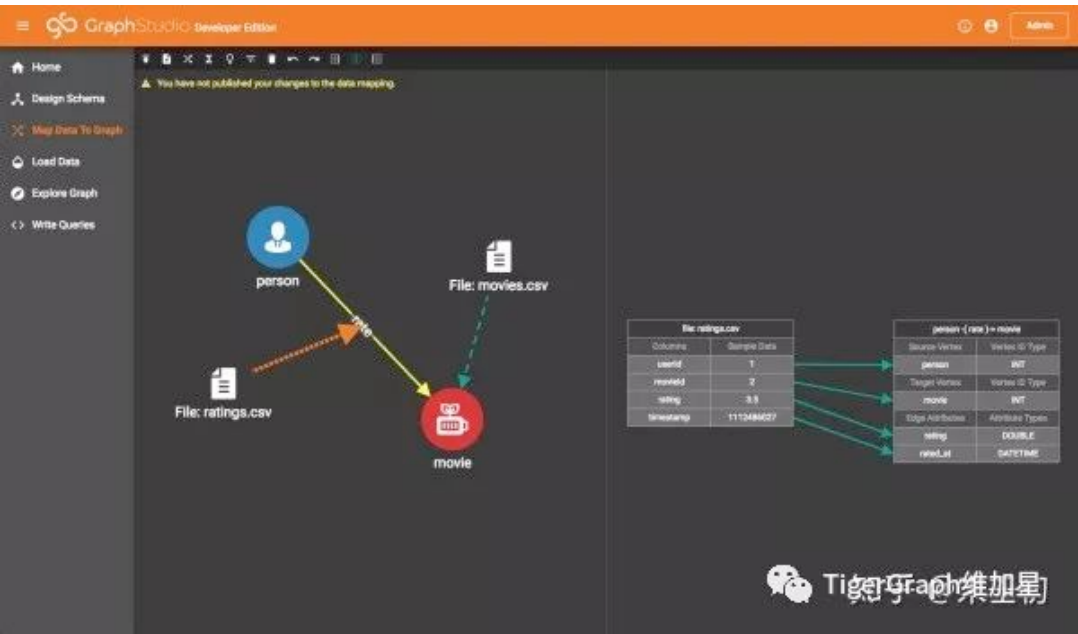 GraphStudio Developer Edition
Admin
Home
Design Schema
Map Data To Graph
Load Data
Explore Graph
Write Queries
You have not published your changes to the data mapping.
person
rate
File: movies.csv
File: ratings.csv
movie
file: ratings.csv
Columns Sample Data
userId 1
movieId 2
rating 3.5
timestamp 1112486027
person -( rate )-> movie
Source Vertex Vertex ID Type
person INT
Target Vertex Vertex ID Type
movie INT
Edge Attributes Attribute Types
rating DOUBLE
rated_at DATETIME
TigerGraph维加星